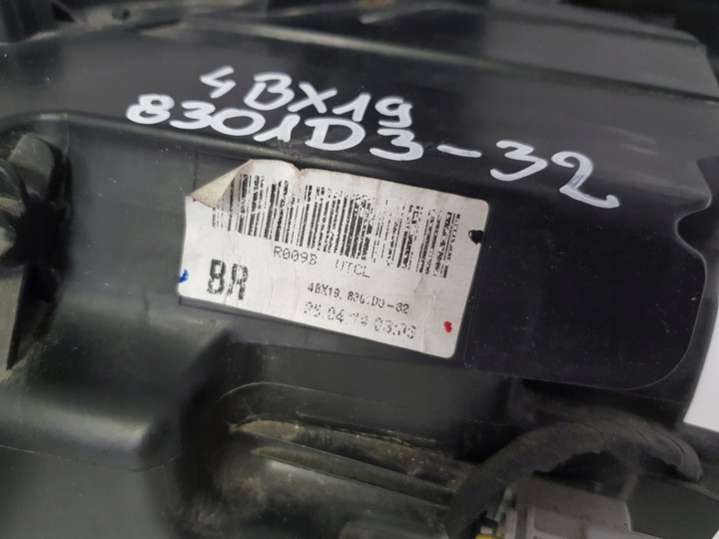 4BX19
8301D3-32
R009B UTCL
BR
4BX19.8301D3-32